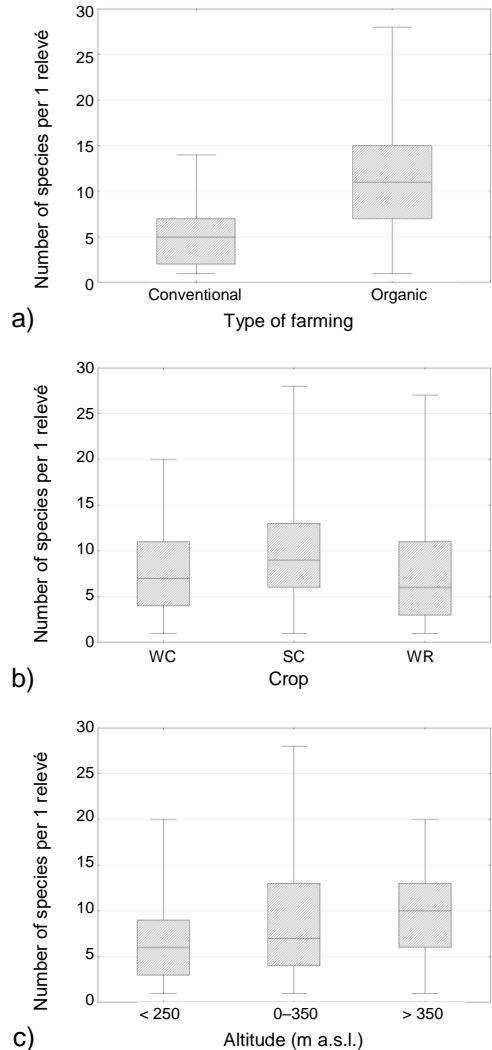 Number of species per 1 relevé
30
25
20
15
10
5
0
Conventional Organic
Type of farming
a)
Number of species per 1 relevé
30
25
20
15
10
5
0
WC SC WR
Crop
b)
Number of species per 1 relevé
30
25
20
15
10
5
0
< 250 0–350 > 350
Altitude (m a.s.l.)
c)